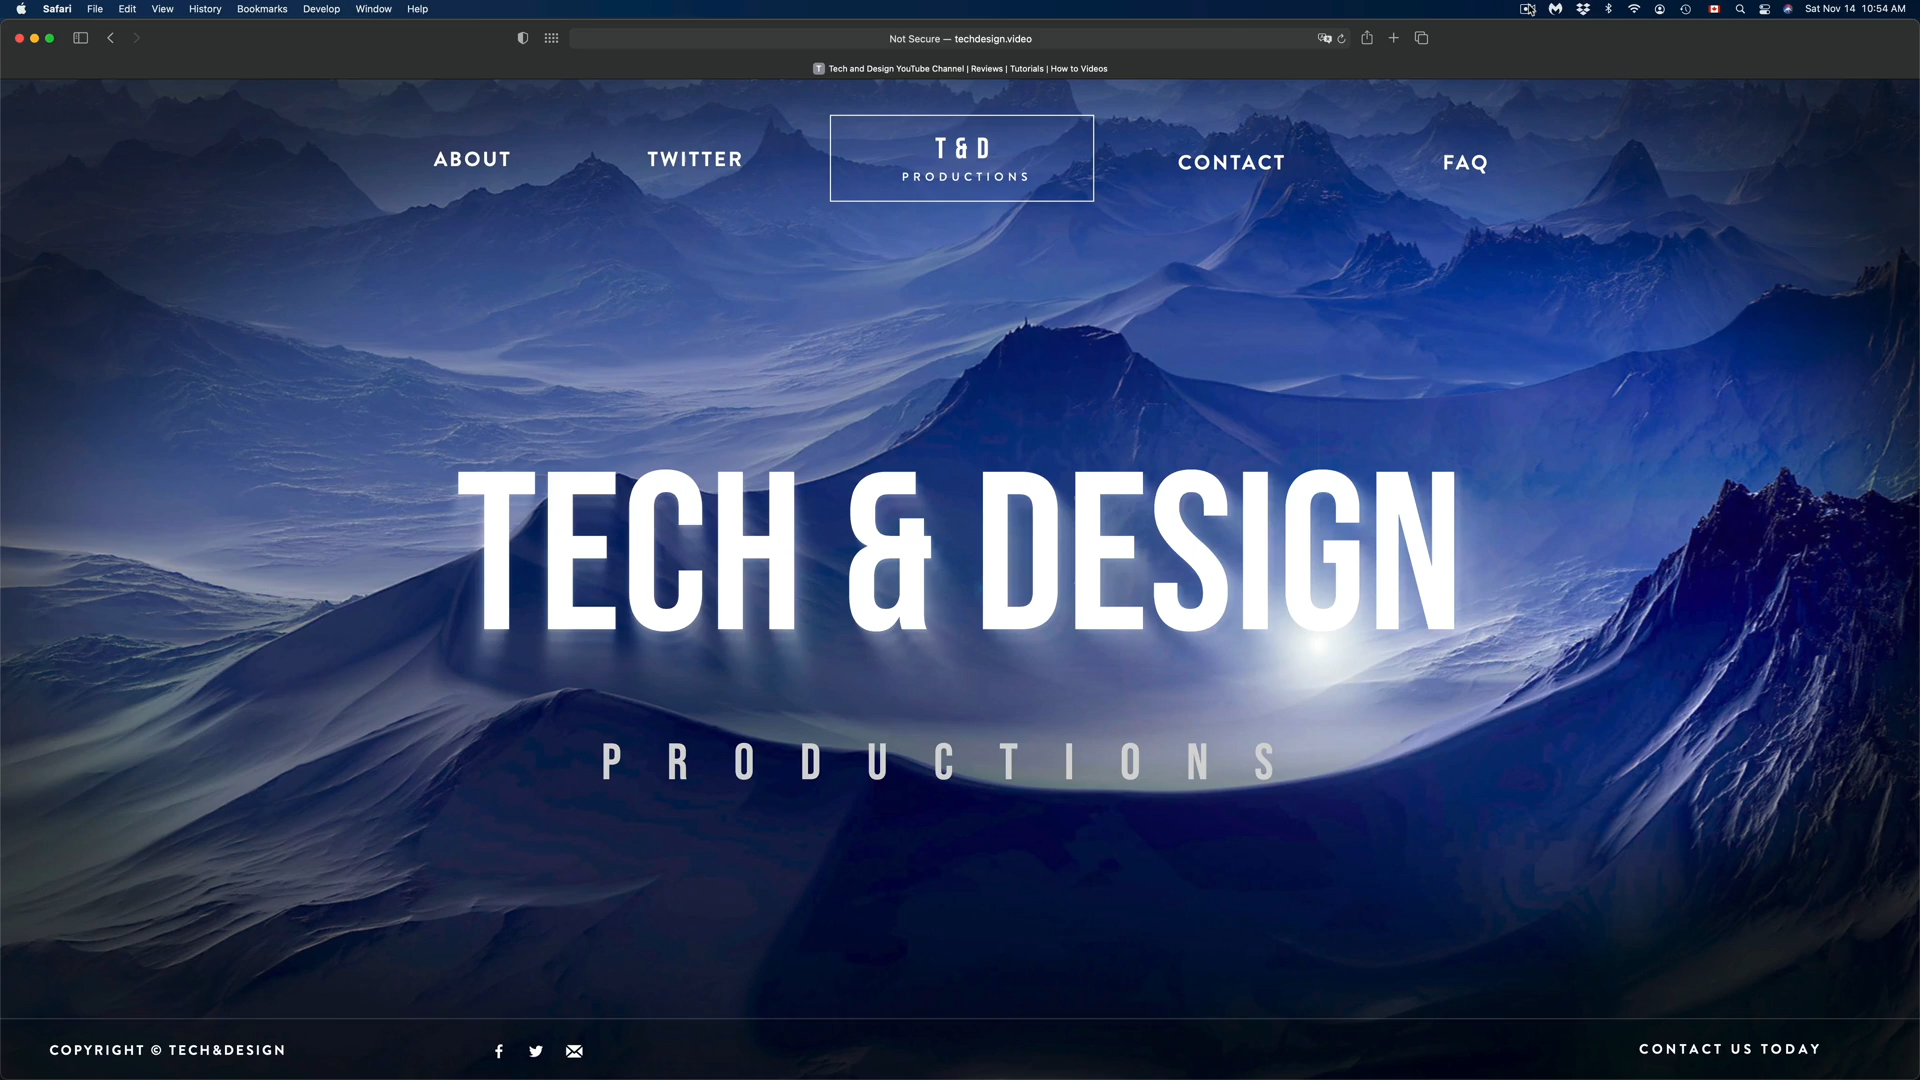 Safari File Edit View History Bookmarks Develop Window Help Sat Nov 14 10:54 AM
Not Secure — techdesign.video
T Tech and Design YouTube Channel | Reviews | Tutorials | How to Videos
ABOUT
TWITTER
T & D
PRODUCTIONS
CONTACT
FAQ
TECH & DESIGN
PRODUCTIONS
COPYRIGHT © TECH&DESIGN
CONTACT US TODAY